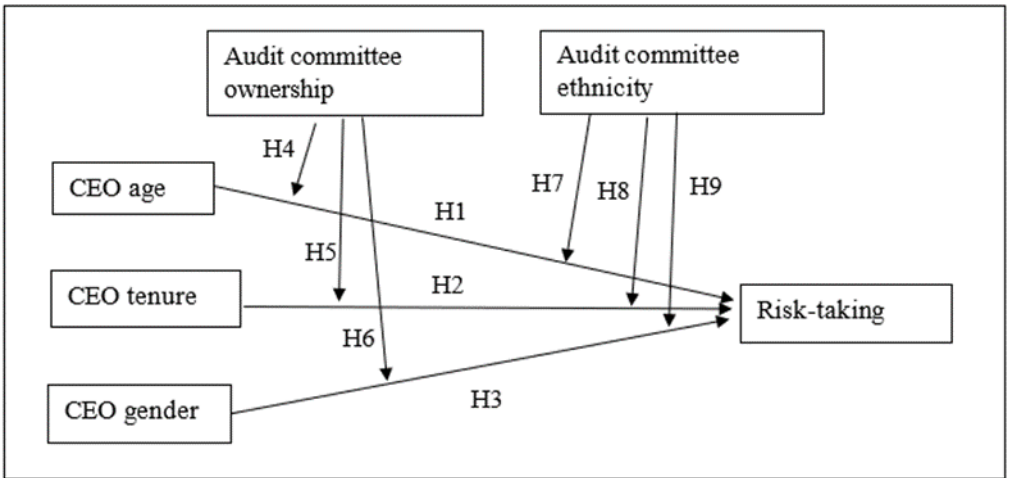 Audit committee
ownership
Audit committee
ethnicity
H4
CEO age
H7
H8
H9
H1
H5
CEO tenure
H2
Risk-taking
H6
CEO gender
H3